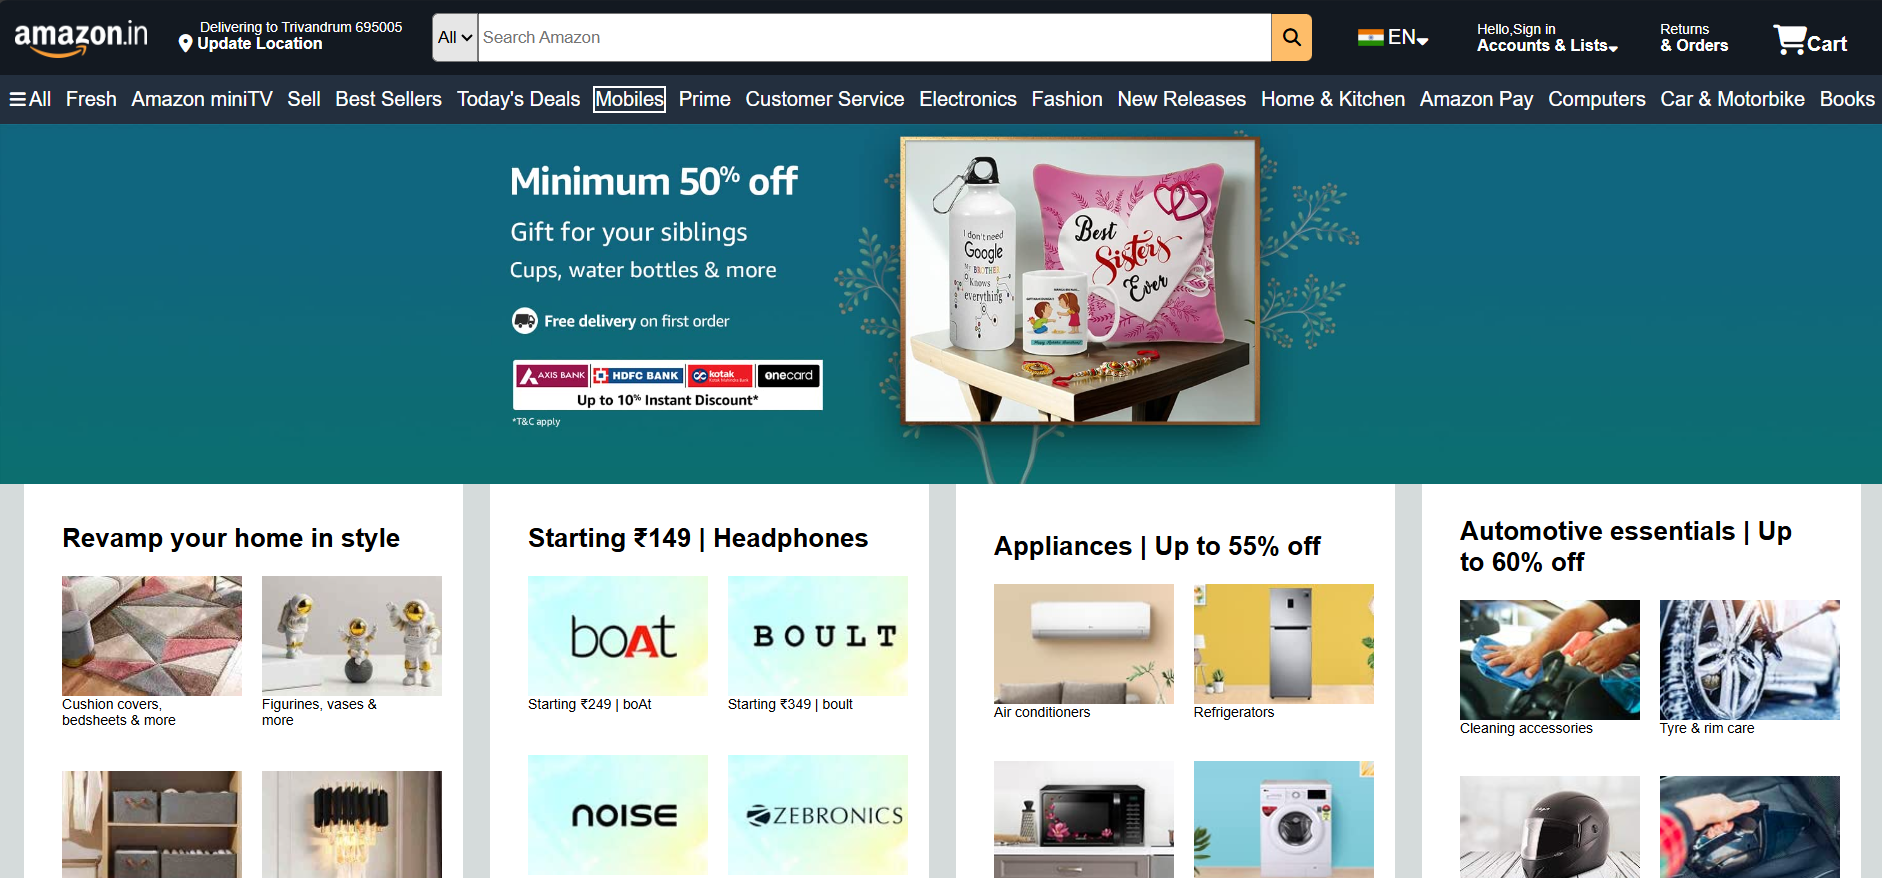 amazon.in
Delivering to Trivandrum 695005
Update Location
All
Search Amazon
EN
Hello,Sign in
Accounts & Lists
Returns
& Orders
Cart
All Fresh Amazon miniTV Sell Best Sellers Today's Deals Mobiles Prime Customer Service Electronics Fashion New Releases Home & Kitchen Amazon Pay Computers Car & Motorbike Books
Minimum 50% off
Gift for your siblings
Cups, water bottles & more
Free delivery on first order
AXIS BANK
HDFC BANK
kotak
Kotak Mahindra Bank
onecard
Up to 10% Instant Discount*
*T&C apply
I don't need
Google
My BROTHER
Knows
everything
Best
Sisters
Ever
Revamp your home in style
Cushion covers,
bedsheets & more
Figurines, vases &
more
Starting ₹149 | Headphones
boAt
Starting ₹249 | boAt
BOULT
Starting ₹349 | boult
NOISE
ZEBRONICS
Appliances | Up to 55% off
Air conditioners
Refrigerators
Automotive essentials | Up
to 60% off
Cleaning accessories
Tyre & rim care